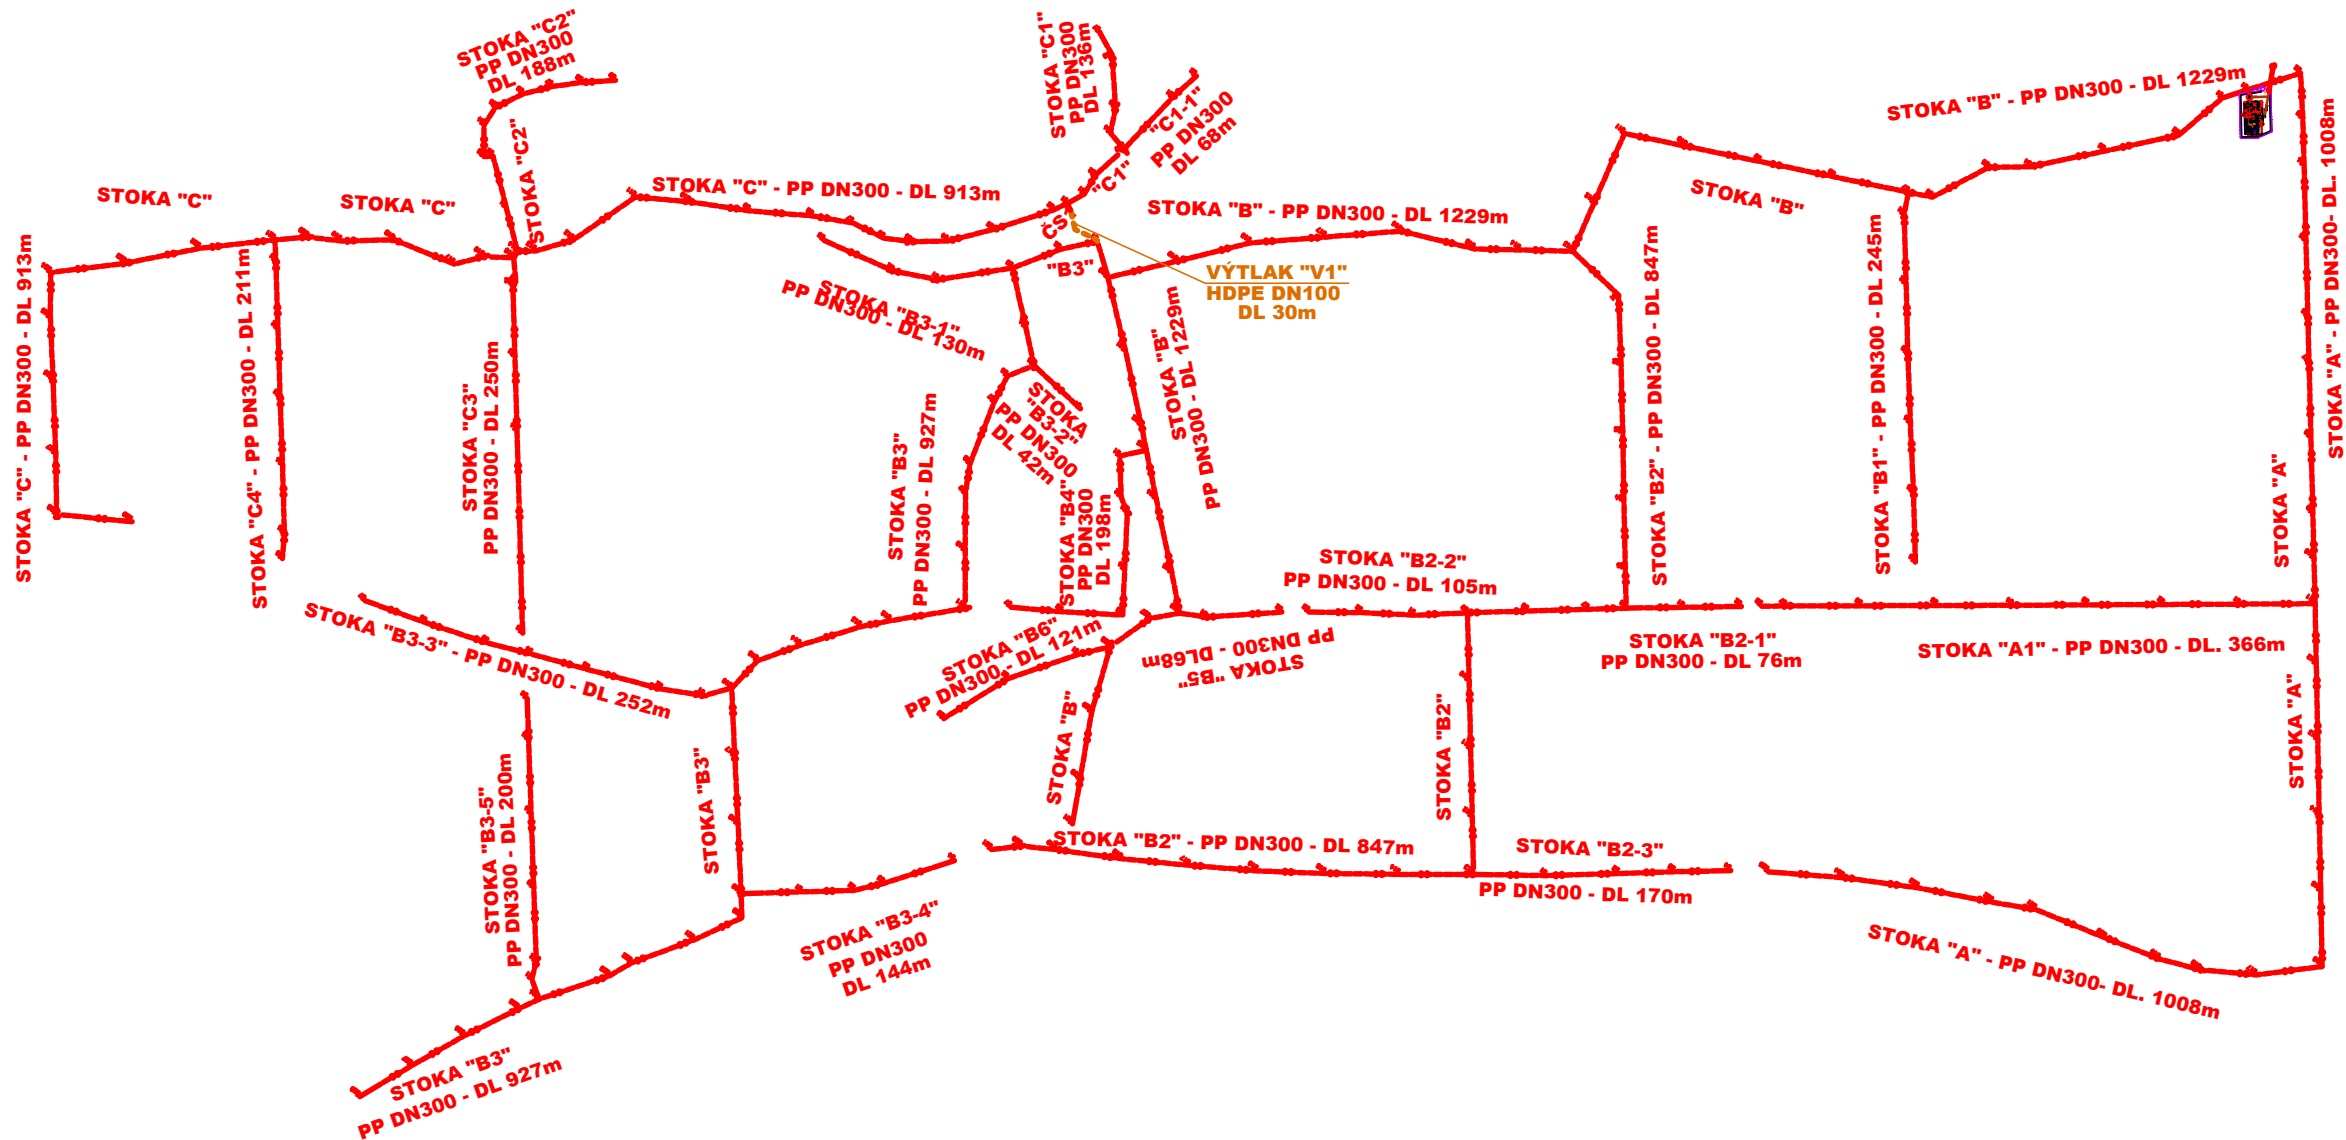 STOKA "C2"
PP DN300
DL 188m
STOKA "C2"
STOKA "C"
STOKA "C"
STOKA "C" - PP DN300 - DL 913m
STOKA "C" - PP DN300 - DL 913m
STOKA "C4" - PP DN300 - DL 211m
STOKA "C3"
PP DN300 - DL 250m
STOKA "C1"
PP DN300
DL 136m
"C1-1"
PP DN300
DL 68m
"C1"
ČS
"B3"
STOKA "B" - PP DN300 - DL 1229m
VÝTLAK "V1"
HDPE DN100
DL 30m
STOKA "B3-1"
PP DN300 - DL 130m
STOKA "B"
PP DN300 - DL 1229m
STOKA
"B3-2"
PP DN300
DL 42m
STOKA "B3"
PP DN300 - DL 927m
STOKA "B4"
PP DN300
DL 198m
STOKA "B" - PP DN300 - DL 1229m
STOKA "B"
STOKA "B2" - PP DN300 - DL 847m
STOKA "B1" - PP DN300 - DL 245m
STOKA "A" - PP DN300- DL. 1008m
STOKA "A"
STOKA "B2-2"
PP DN300 - DL 105m
STOKA "B2-1"
PP DN300 - DL 76m
STOKA "A1" - PP DN300 - DL. 366m
STOKA "A"
STOKA "B3-3" - PP DN300 - DL 252m
STOKA "B6"
PP DN300 - DL 121m
STOKA "B5"
PP DN300 - DL68m
STOKA "B"
STOKA "B2"
STOKA "B3"
STOKA "B3-5"
PP DN300 - DL 200m
STOKA "B2" - PP DN300 - DL 847m
STOKA "B2-3"
PP DN300 - DL 170m
STOKA "B3-4"
PP DN300
DL 144m
STOKA "A" - PP DN300- DL. 1008m
STOKA "B3"
PP DN300 - DL 927m